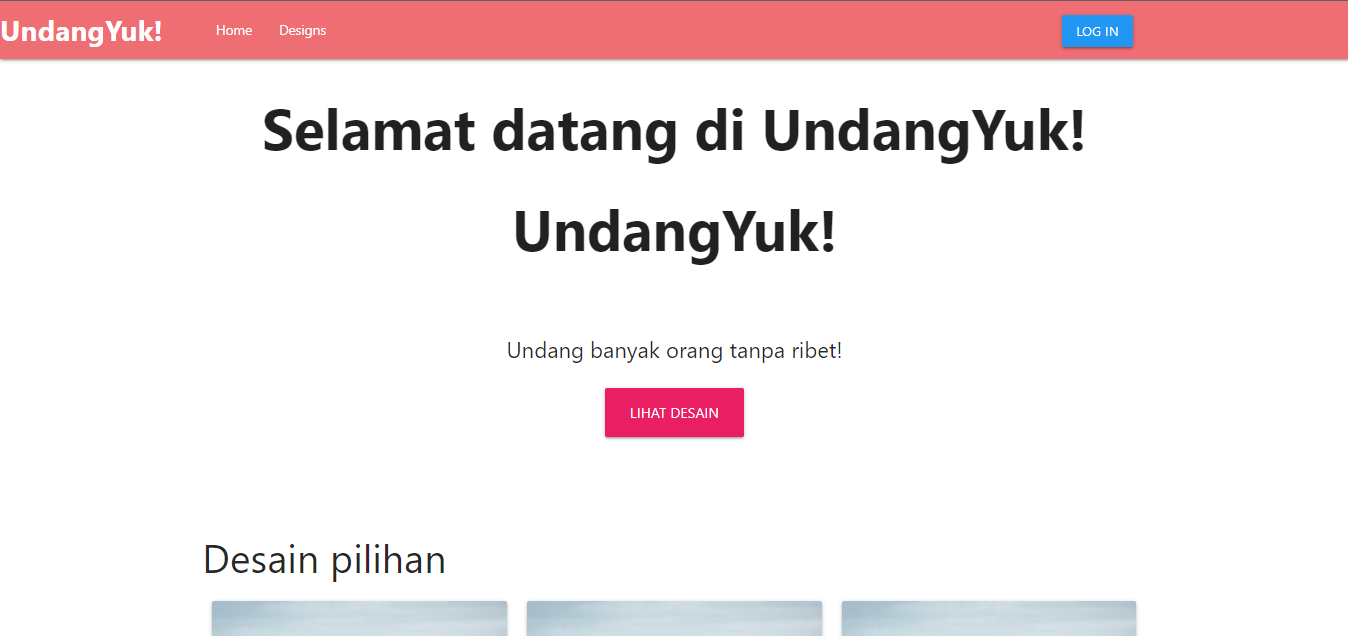 UndangYuk!
Home
Designs
LOG IN
Selamat datang di UndangYuk!
UndangYuk!
Undang banyak orang tanpa ribet!
LIHAT DESAIN
Desain pilihan